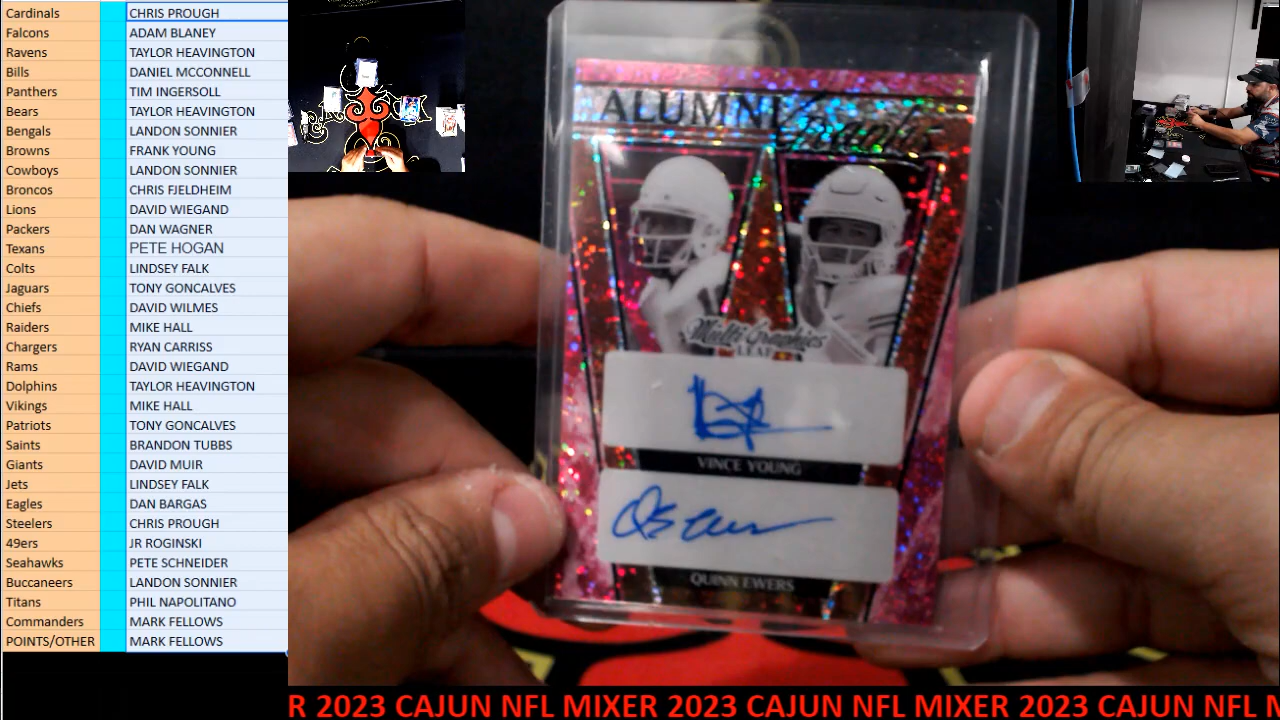 Cardinals CHRIS PROUGH
Falcons ADAM BLANEY
Ravens TAYLOR HEAVINGTON
Bills DANIEL MCCONNELL
Panthers TIM INGERSOLL
Bears TAYLOR HEAVINGTON
Bengals LANDON SONNIER
Browns FRANK YOUNG
Cowboys LANDON SONNIER
Broncos CHRIS FJELDHEIM
Lions DAVID WIEGAND
Packers DAN WAGNER
Texans PETE HOGAN
Colts LINDSEY FALK
Jaguars TONY GONCALVES
Chiefs DAVID WILMES
Raiders MIKE HALL
Chargers RYAN CARRISS
Rams DAVID WIEGAND
Dolphins TAYLOR HEAVINGTON
Vikings MIKE HALL
Patriots TONY GONCALVES
Saints BRANDON TUBBS
Giants DAVID MUIR
Jets LINDSEY FALK
Eagles DAN BARGAS
Steelers CHRIS PROUGH
49ers JR ROGINSKI
Seahawks PETE SCHNEIDER
Buccaneers LANDON SONNIER
Titans PHIL NAPOLITANO
Commanders MARK FELLOWS
POINTS/OTHER MARK FELLOWS
ALUMNI
Multi Graphics
LEAF
VINCE YOUNG
QUINN EWERS
R 2023 CAJUN NFL MIXER 2023 CAJUN NFL MIXER 2023 CAJUN NFL M